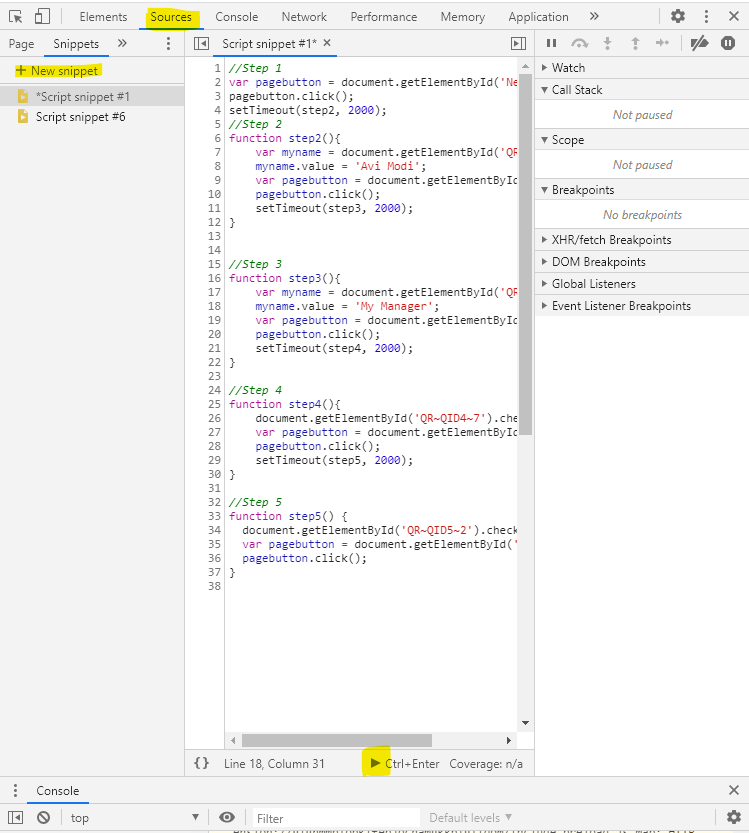 Elements Sources Console Network Performance Memory Application »
Page Snippets » Script snippet #1* ×
+ New snippet
*Script snippet #1
Script snippet #6
1 //Step 1
2 var pagebutton = document.getElementById('Ne
3 pagebutton.click();
4 setTimeout(step2, 2000);
5 //Step 2
6 function step2(){
7 var myname = document.getElementById('QR
8 myname.value = 'Avi Modi';
9 var pagebutton = document.getElementById
10 pagebutton.click();
11 setTimeout(step3, 2000);
12 }
13
14
15 //Step 3
16 function step3(){
17 var myname = document.getElementById('QR
18 myname.value = 'My Manager';
19 var pagebutton = document.getElementById
20 pagebutton.click();
21 setTimeout(step4, 2000);
22 }
23
24 //Step 4
25 function step4(){
26 document.getElementById('QR~QID4~7').che
27 var pagebutton = document.getElementById
28 pagebutton.click();
29 setTimeout(step5, 2000);
30 }
31
32 //Step 5
33 function step5() {
34 document.getElementById('QR~QID5~2').check
35 var pagebutton = document.getElementById('
36 pagebutton.click();
37 }
38
Watch
Call Stack
Not paused
Scope
Not paused
Breakpoints
No breakpoints
XHR/fetch Breakpoints
DOM Breakpoints
Global Listeners
Event Listener Breakpoints
{} Line 18, Column 31 Ctrl+Enter Coverage: n/a
Console
top Filter Default levels